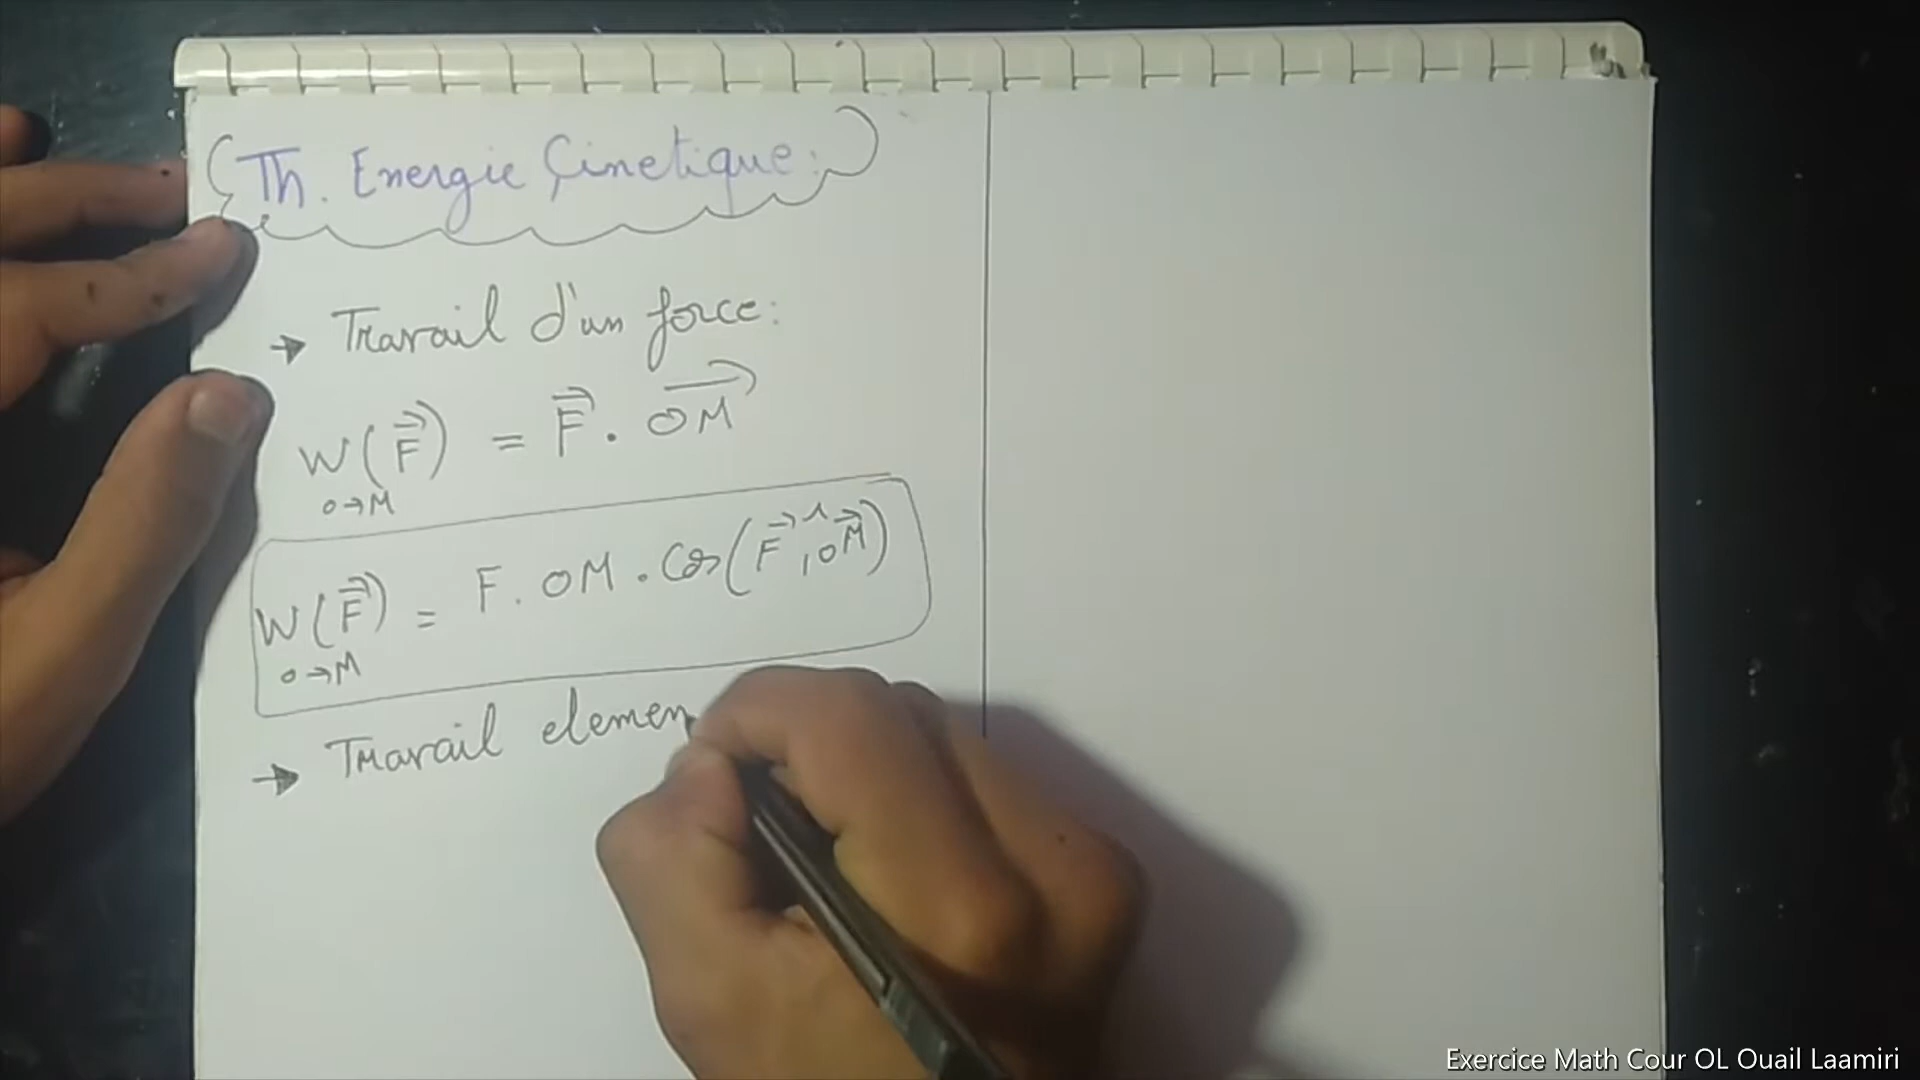 Th. Energie Cinetique:
→ Travail d'un force:
W(F⃗) = F⃗ . OM⃗
o→M
W(F⃗) = F . OM . Cos(F⃗,^OM⃗)
o→M
→ Travail elemen
Exercice Math Cour OL Ouail Laamiri